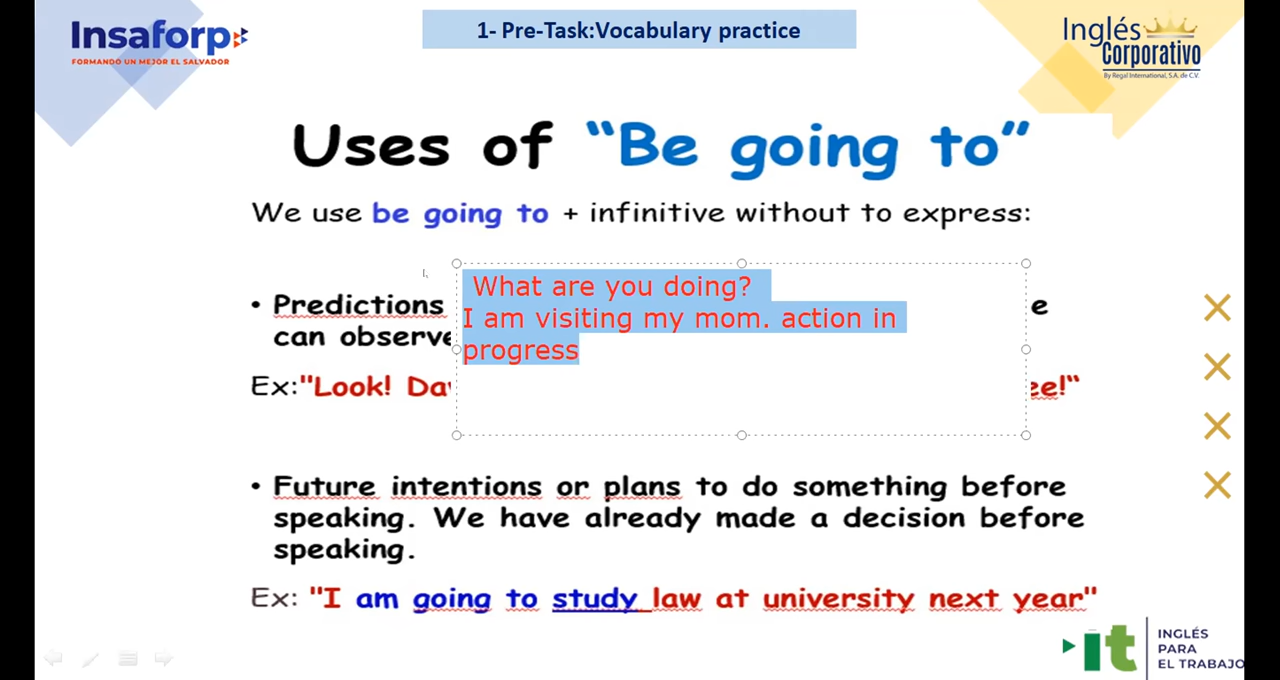 Insaforp
FORMANDO UN MEJOR EL SALVADOR
1- Pre-Task:Vocabulary practice
Inglés
Corporativo
By Regal International, S.A. de C.V.
Uses of “Be going to”
We use be going to + infinitive without to express:
What are you doing?
I am visiting my mom. action in
progress
• Predictions
can observe
Ex:"Look!
• Future intentions or plans to do something before
speaking. We have already made a decision before
speaking.
Ex: "I am going to study law at university next year"
it
INGLÉS
PARA
EL TRABAJO